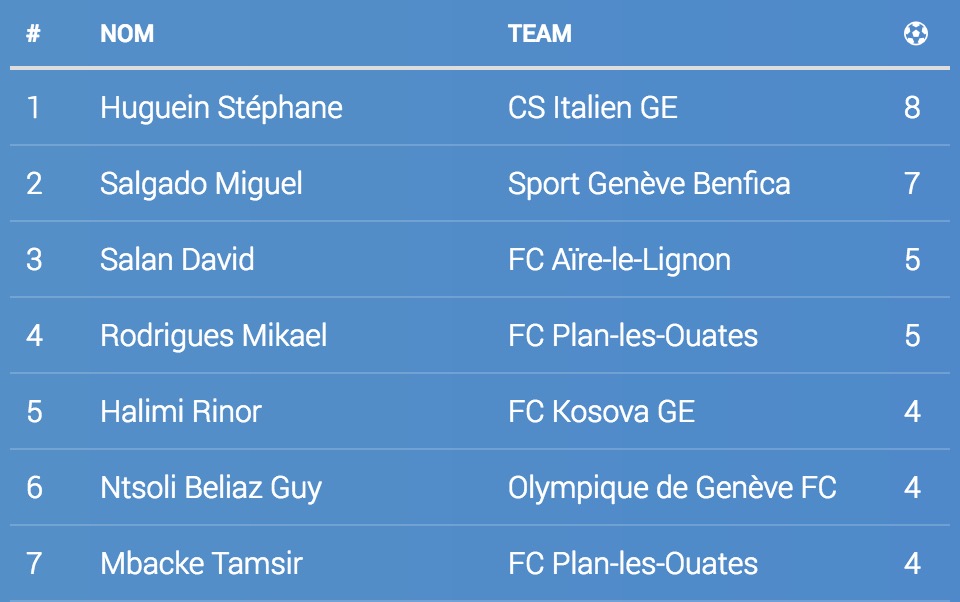 # NOM TEAM
1 Huguein Stéphane CS Italien GE 8
2 Salgado Miguel Sport Genève Benfica 7
3 Salan David FC Aïre-le-Lignon 5
4 Rodrigues Mikael FC Plan-les-Ouates 5
5 Halimi Rinor FC Kosova GE 4
6 Ntsoli Beliaz Guy Olympique de Genève FC 4
7 Mbacke Tamsir FC Plan-les-Ouates 4